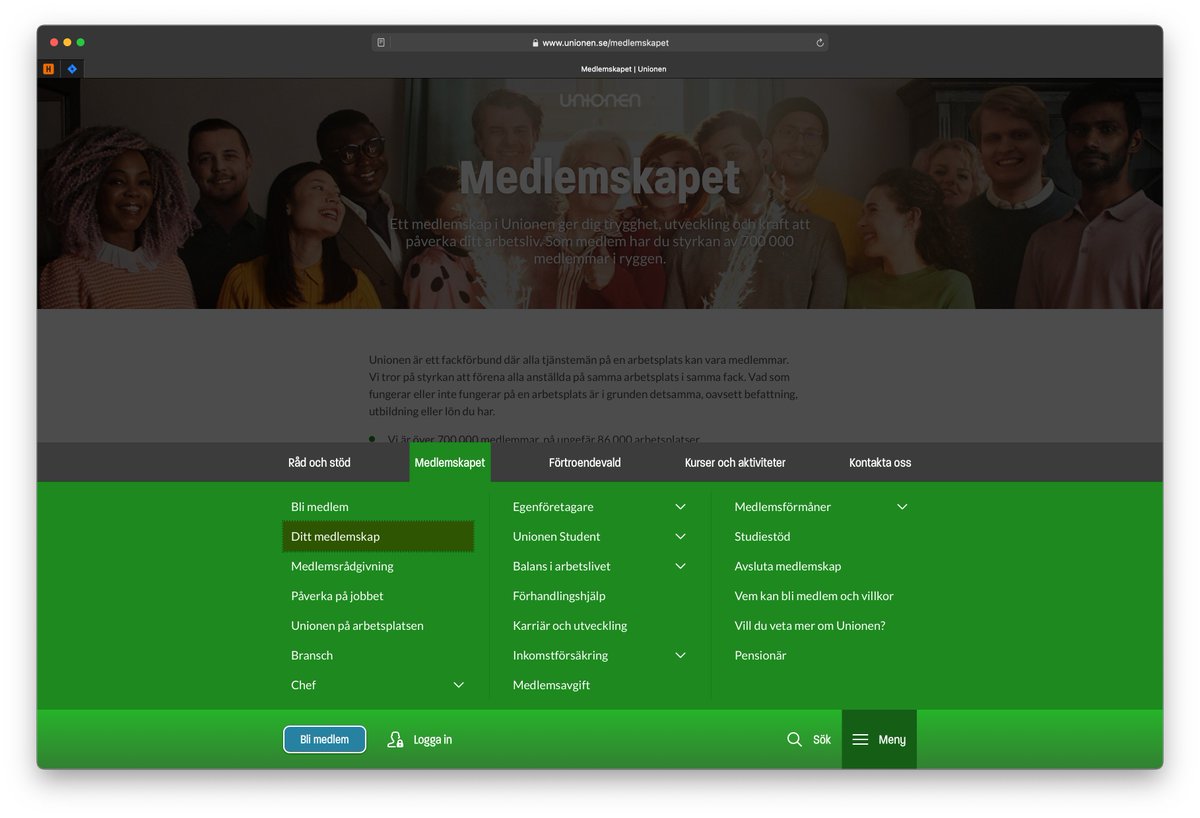 www.unionen.se/medlemskapet
H
Medlemskapet | Unionen
unionen
Medlemskapet
Ett medlemskap i Unionen ger dig trygghet, utveckling och kraft att
påverka ditt arbetsliv. Som medlem har du styrkan av 700 000
medlemmar i ryggen.
Unionen är ett fackförbund där alla tjänstemän på en arbetsplats kan vara medlemmar.
Vi tror på styrkan att förena alla anställda på samma arbetsplats i samma fack. Vad som
fungerar eller inte fungerar på en arbetsplats är i grunden detsamma, oavsett befattning,
utbildning eller lön du har.
Vi är över 700 000 medlemmar, på ungefär 86 000 arbetsplatser
Råd och stöd
Medlemskapet
Förtroendevald
Kurser och aktiviteter
Kontakta oss
Bli medlem
Ditt medlemskap
Medlemsrådgivning
Påverka på jobbet
Unionen på arbetsplatsen
Bransch
Chef
Egenföretagare
Unionen Student
Balans i arbetslivet
Förhandlingshjälp
Karriär och utveckling
Inkomstförsäkring
Medlemsavgift
Medlemsförmåner
Studiestöd
Avsluta medlemskap
Vem kan bli medlem och villkor
Vill du veta mer om Unionen?
Pensionär
Bli medlem
Logga in
Sök
Meny